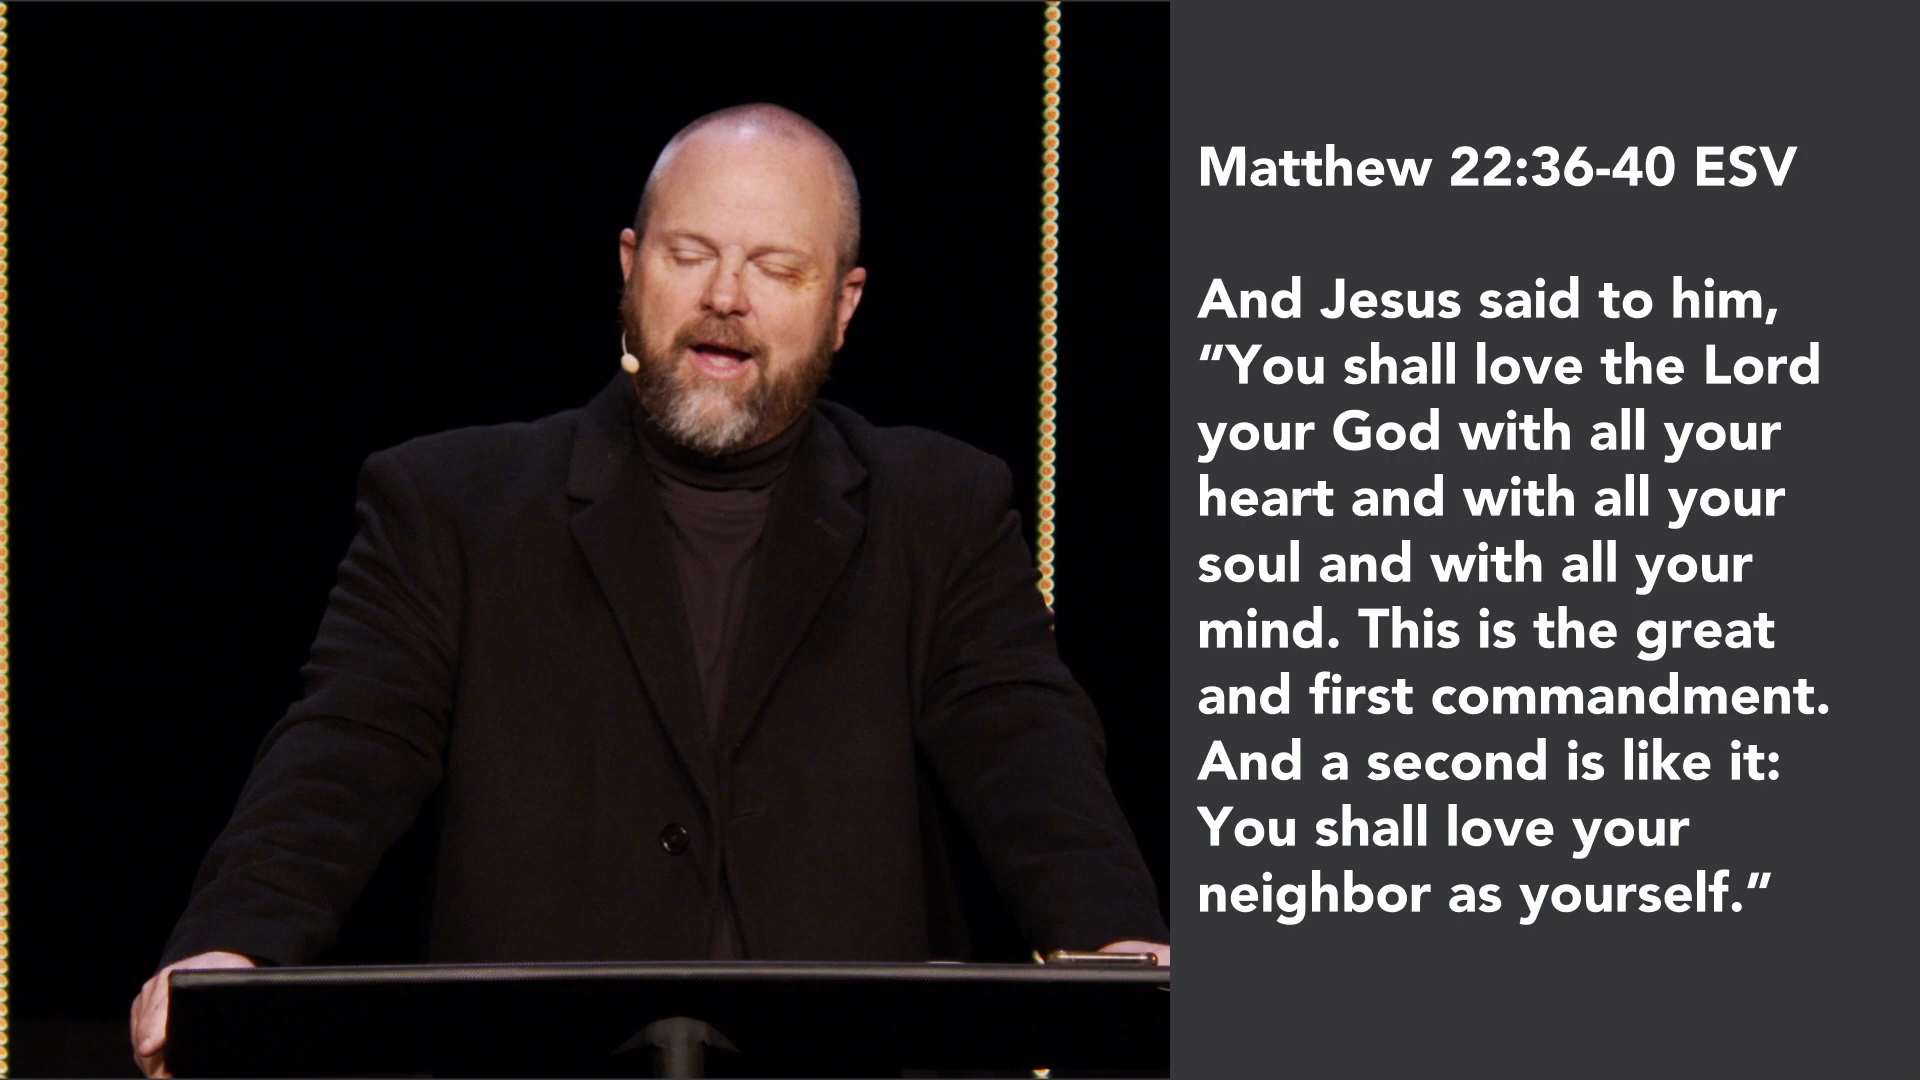 Matthew 22:36-40 ESV
And Jesus said to him,
“You shall love the Lord
your God with all your
heart and with all your
soul and with all your
mind. This is the great
and first commandment.
And a second is like it:
You shall love your
neighbor as yourself.”